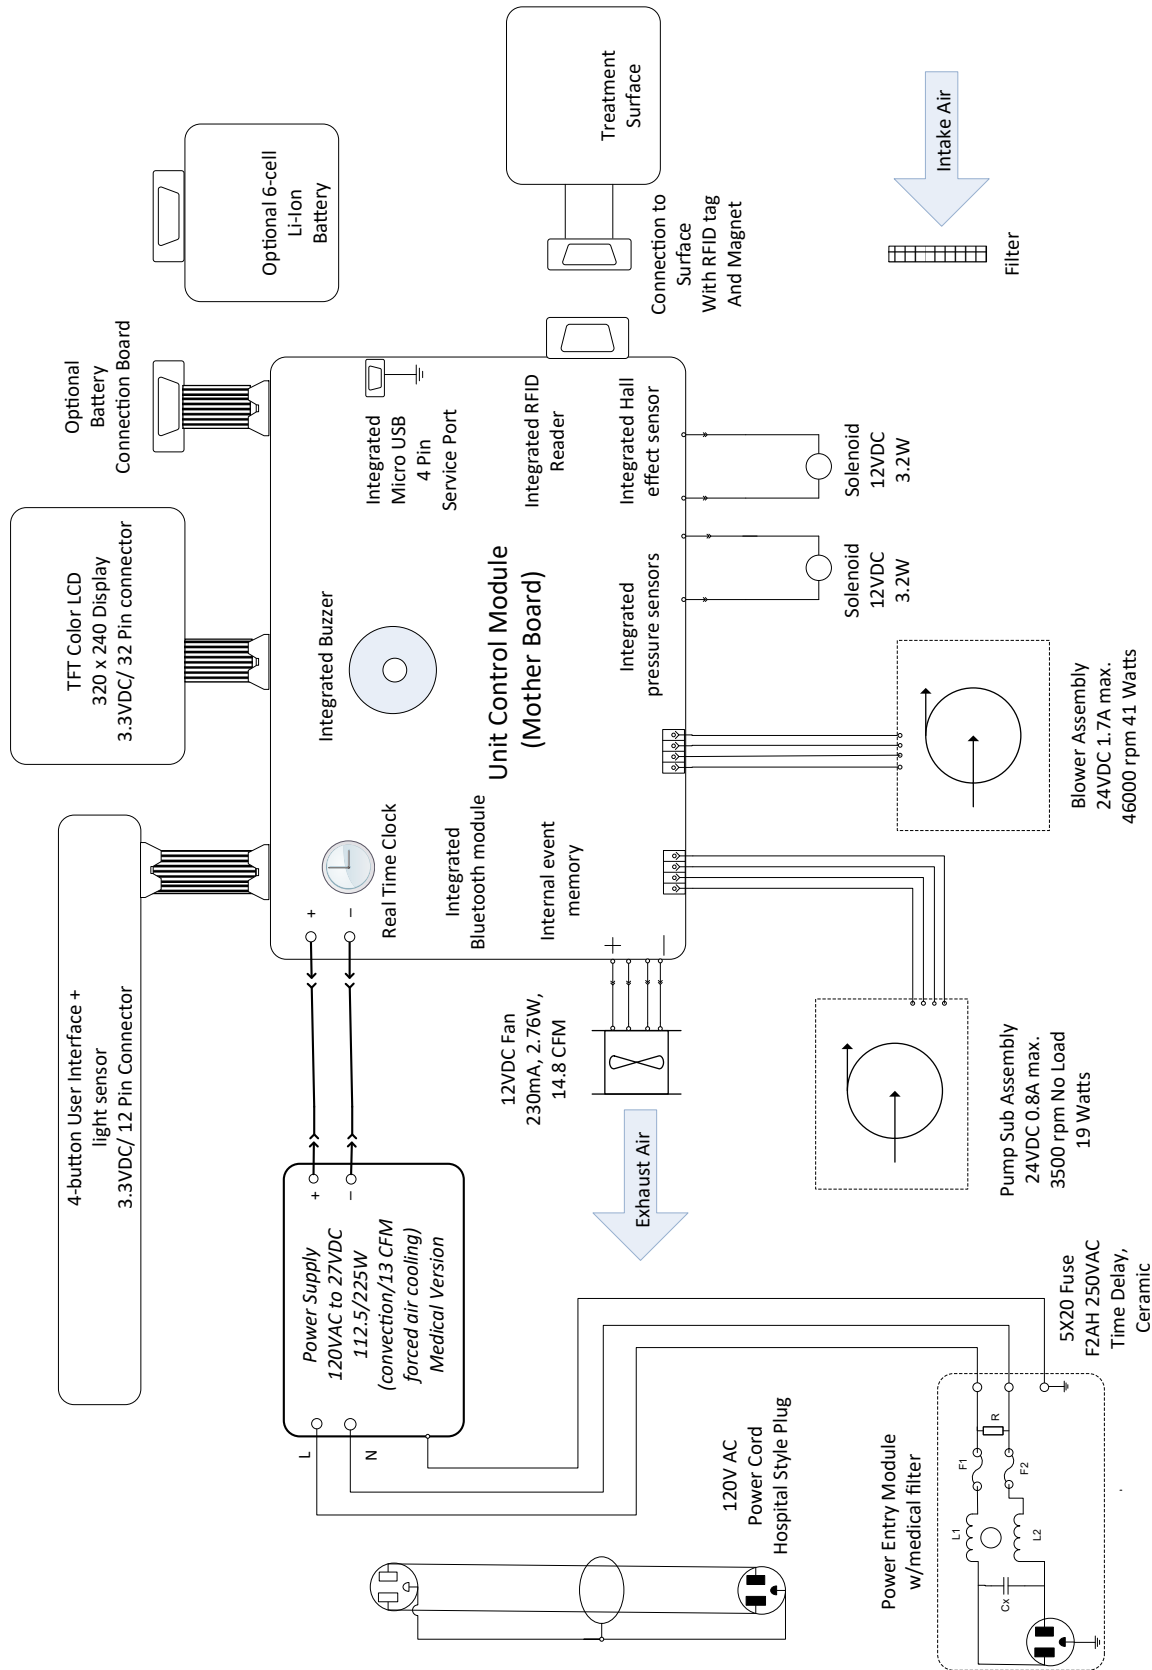 4-button User Interface +
light sensor
3.3VDC/ 12 Pin Connector
TFT Color LCD
320 x 240 Display
3.3VDC/ 32 Pin connector
Optional
Battery
Connection Board
Optional 6-cell
Li-Ion
Battery
Power Supply
120VAC to 27VDC
112.5/225W
(convection/13 CFM
forced air cooling)
Medical Version
L
N
+
–
+
–
Real Time Clock
Integrated Buzzer
Integrated
Micro USB
4 Pin
Service Port
Integrated
Bluetooth module
Unit Control Module
(Mother Board)
Integrated RFID
Reader
Internal event
memory
Integrated
pressure sensors
Integrated Hall
effect sensor
Treatment
Surface
Connection to
Surface
With RFID tag
And Magnet
+
–
12VDC Fan
230mA, 2.76W,
14.8 CFM
Exhaust Air
Intake Air
Filter
Solenoid
12VDC
3.2W
Solenoid
12VDC
3.2W
Pump Sub Assembly
24VDC 0.8A max.
3500 rpm No Load
19 Watts
Blower Assembly
24VDC 1.7A max.
46000 rpm 41 Watts
120V AC
Power Cord
Hospital Style Plug
Power Entry Module
w/medical filter
Cx
L1
L2
F1
F2
R
5X20 Fuse
F2AH 250VAC
Time Delay,
Ceramic